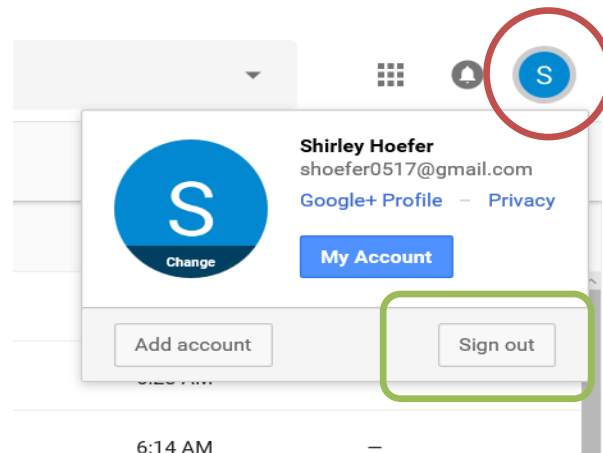 S
Shirley Hoefer
shoefer0517@gmail.com
Google+ Profile – Privacy
S
Change
My Account
Add account
Sign out
6:14 AM
–